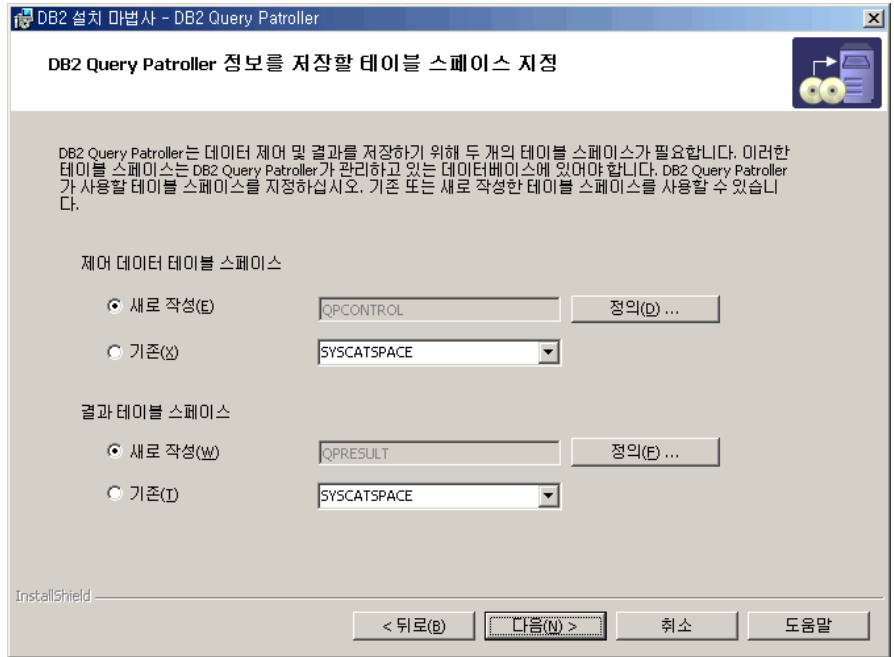 DB2 설치 마법사 - DB2 Query Patroller
DB2 Query Patroller 정보를 저장할 테이블 스페이스 지정
DB2 Query Patroller는 데이터 제어 및 결과를 저장하기 위해 두 개의 테이블 스페이스가 필요합니다. 이러한
테이블 스페이스는 DB2 Query Patroller가 관리하고 있는 데이터베이스에 있어야 합니다. DB2 Query Patroller
가 사용할 테이블 스페이스를 지정하십시오. 기존 또는 새로 작성한 테이블 스페이스를 사용할 수 있습니
다.
제어 데이터 테이블 스페이스
새로 작성(E) QPCONTROL 정의(D) ...
기존(X) SYSCATSPACE
결과 테이블 스페이스
새로 작성(W) QPRESULT 정의(F) ...
기존(T) SYSCATSPACE
InstallShield
< 뒤로(B) 다음(N) > 취소 도움말